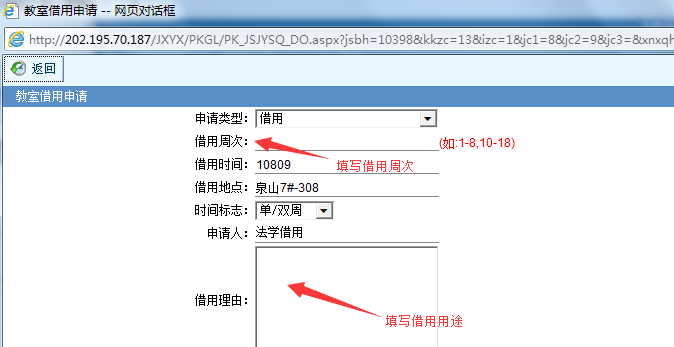 教室借用申请 -- 网页对话框
http://202.195.70.187/JXYX/PKGL/PK_JSJYSQ_DO.aspx?jsbh=10398&kkzc=13&izc=1&jc1=8&jc2=9&jc3=&xnxqh
返回
教室借用申请
申请类型: 借用
借用周次: (如:1-8,10-18)
借用时间: 10809 填写借用周次
借用地点: 泉山7#-308
时间标志: 单/双周
申请人: 法学借用
借用理由:
填写借用用途